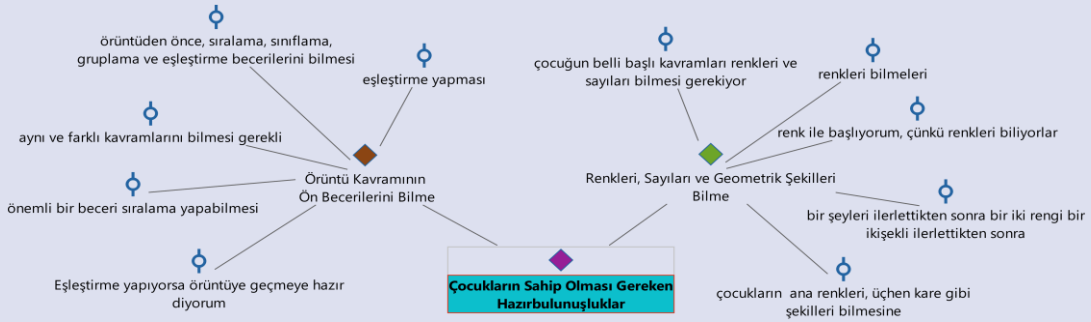 örüntüden önce, sıralama, sınıflama,
gruplama ve eşleştirme becerilerini bilmesi
eşleştirme yapması
aynı ve farklı kavramlarını bilmesi gerekli
önemli bir beceri sıralama yapabilmesi
Eşleştirme yapıyorsa örüntüye geçmeye hazır
diyorum
Örüntü Kavramının
Ön Becerilerini Bilme
çocuğun belli başlı kavramları renkleri ve
sayıları bilmesi gerekiyor
renkleri bilmeleri
renk ile başlıyorum, çünkü renkleri biliyorlar
Renkleri, Sayıları ve Geometrik Şekilleri
Bilme
bir şeyleri ilerlettikten sonra bir iki rengi bir
ikişekli ilerlettikten sonra
çocukların ana renkleri, üçhen kare gibi
şekilleri bilmesine
Çocukların Sahip Olması Gereken
Hazırbulunuşluklar